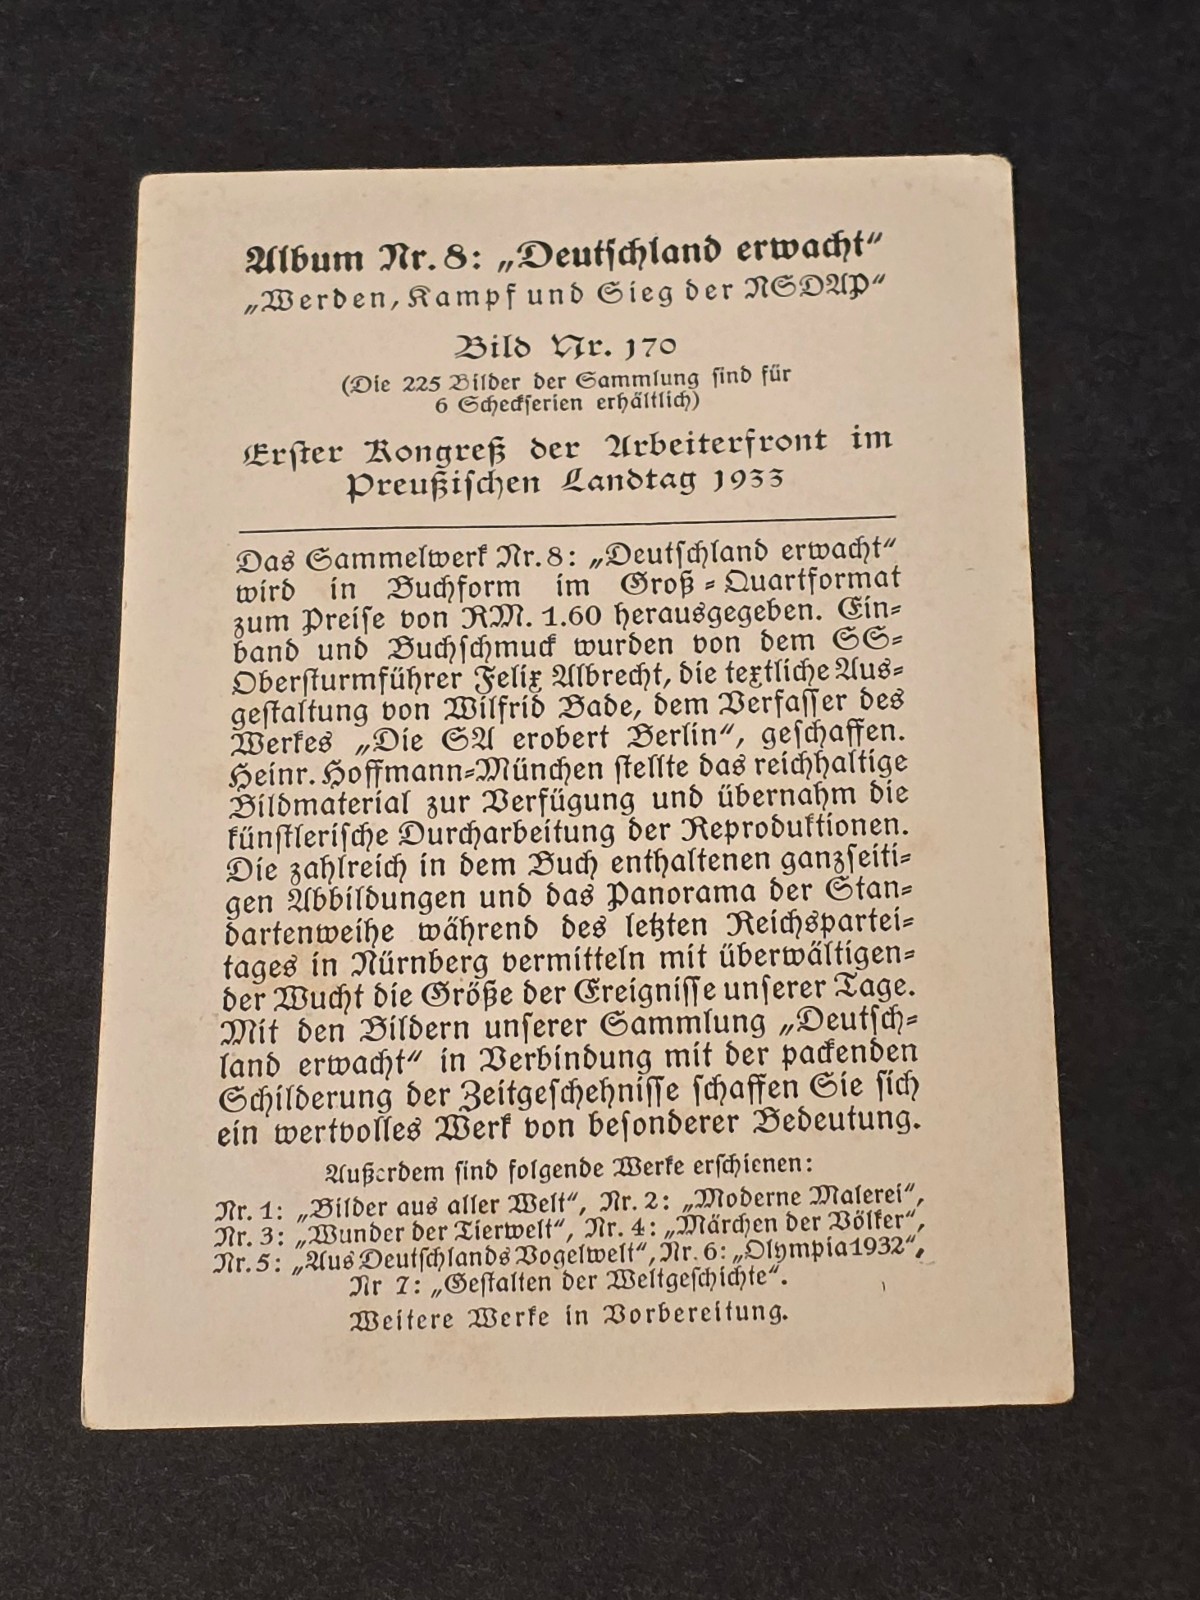 Album Nr. 8: „Deutschland erwacht“
„Werden, Kampf und Sieg der NSDAP“
Bild Nr. 170
(Die 225 Bilder der Sammlung sind für
6 Scheckserien erhältlich)
Erster Kongreß der Arbeiterfront im
Preußischen Landtag 1933
Das Sammelwerk Nr. 8: „Deutschland erwacht“
wird in Buchform im Groß-Quartformat
zum Preise von RM. 1.60 herausgegeben. Ein-
band und Buchschmuck wurden von dem SS-
Obersturmführer Felix Albrecht, die textliche Aus-
gestaltung von Wilfrid Bade, dem Verfasser des
Werkes „Die SA erobert Berlin“, geschaffen.
Heinr. Hoffmann-München stellte das reichhaltige
Bildmaterial zur Verfügung und übernahm die
künstlerische Durcharbeitung der Reproduktionen.
Die zahlreich in dem Buch enthaltenen ganzseiti-
gen Abbildungen und das Panorama der Stan-
dartenweihe während des letzten Reichspartei-
tages in Nürnberg vermitteln mit überwältigen-
der Wucht die Größe der Ereignisse unserer Tage.
Mit den Bildern unserer Sammlung „Deutsch-
land erwacht“ in Verbindung mit der packenden
Schilderung der Zeitgeschehnisse schaffen Sie sich
ein wertvolles Werk von besonderer Bedeutung.
Außerdem sind folgende Werke erschienen:
Nr. 1: „Bilder aus aller Welt“, Nr. 2: „Moderne Malerei“,
Nr. 3: „Wunder der Tierwelt“, Nr. 4: „Märchen der Völker“,
Nr. 5: „Aus Deutschlands Vogelwelt“, Nr. 6: „Olympia 1932“,
Nr 7: „Gestalten der Weltgeschichte“.
Weitere Werke in Vorbereitung.